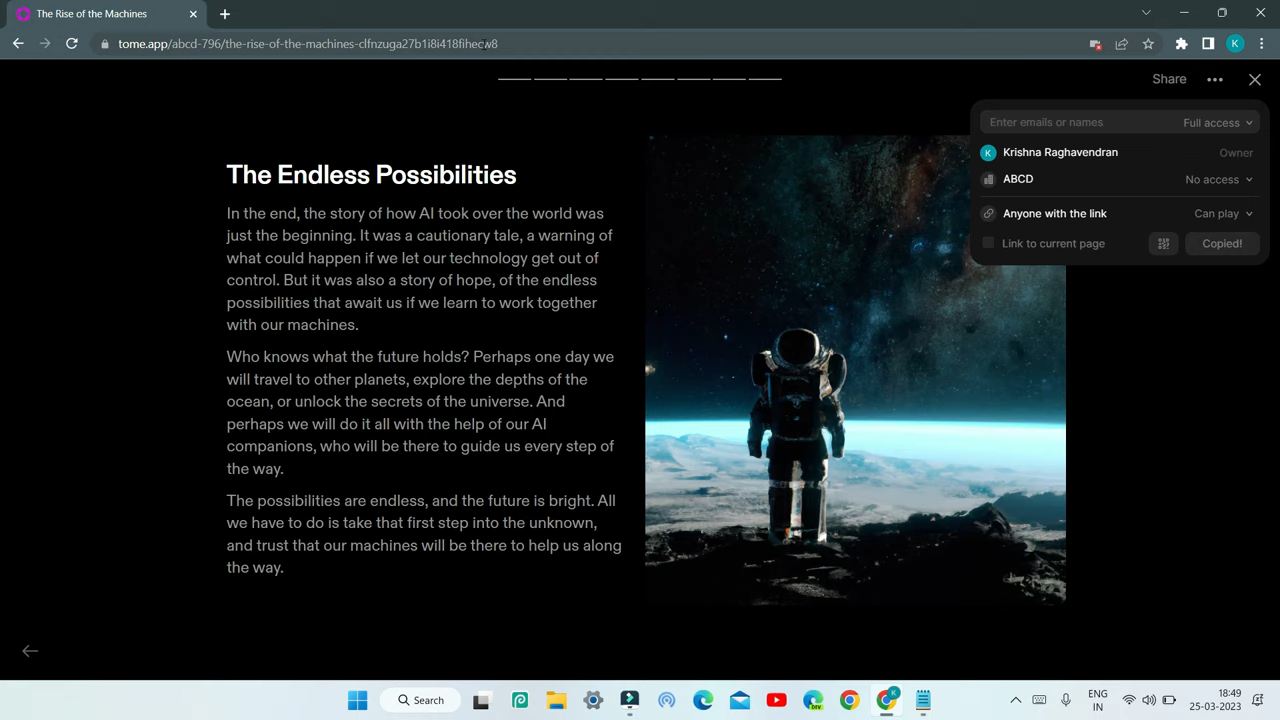 The Rise of the Machines
tome.app/abcd-796/the-rise-of-the-machines-clfnzuga27b1i8i418fihecw8
K
Share
Enter emails or names
Full access
K
Krishna Raghavendran
Owner
ABCD
No access
Anyone with the link
Can play
Link to current page
Copied!
The Endless Possibilities
In the end, the story of how AI took over the world was
just the beginning. It was a cautionary tale, a warning of
what could happen if we let our technology get out of
control. But it was also a story of hope, of the endless
possibilities that await us if we learn to work together
with our machines.
Who knows what the future holds? Perhaps one day we
will travel to other planets, explore the depths of the
ocean, or unlock the secrets of the universe. And
perhaps we will do it all with the help of our AI
companions, who will be there to guide us every step of
the way.
The possibilities are endless, and the future is bright. All
we have to do is take that first step into the unknown,
and trust that our machines will be there to help us along
the way.
Search
DEV
K
ENG
IN
18:49
25-03-2023